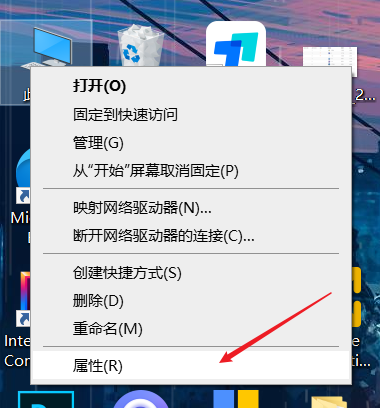 此
_2...
打开(O)
固定到快速访问
管理(G)
从“开始”屏幕取消固定(P)
映射网络驱动器(N)...
断开网络驱动器的连接(C)...
创建快捷方式(S)
删除(D)
重命名(M)
属性(R)
Mi
Inte
Con
ti...